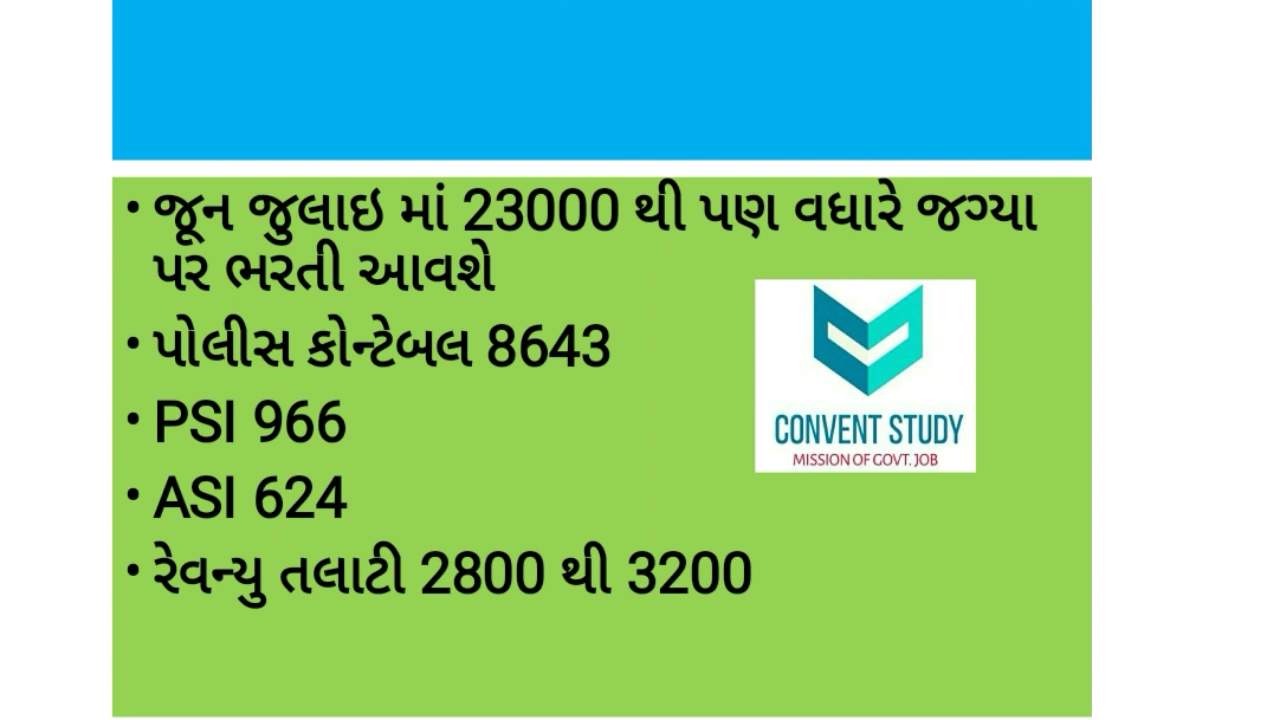 • જૂન જુલાઇ માં 23000 થી પણ વધારે જગ્યા
પર ભરતી આવશે
• પોલીસ કોન્ટેબલ 8643
• PSI 966
• ASI 624
• રેવન્યુ તલાટી 2800 થી 3200
CONVENT STUDY
MISSION OF GOVT. JOB